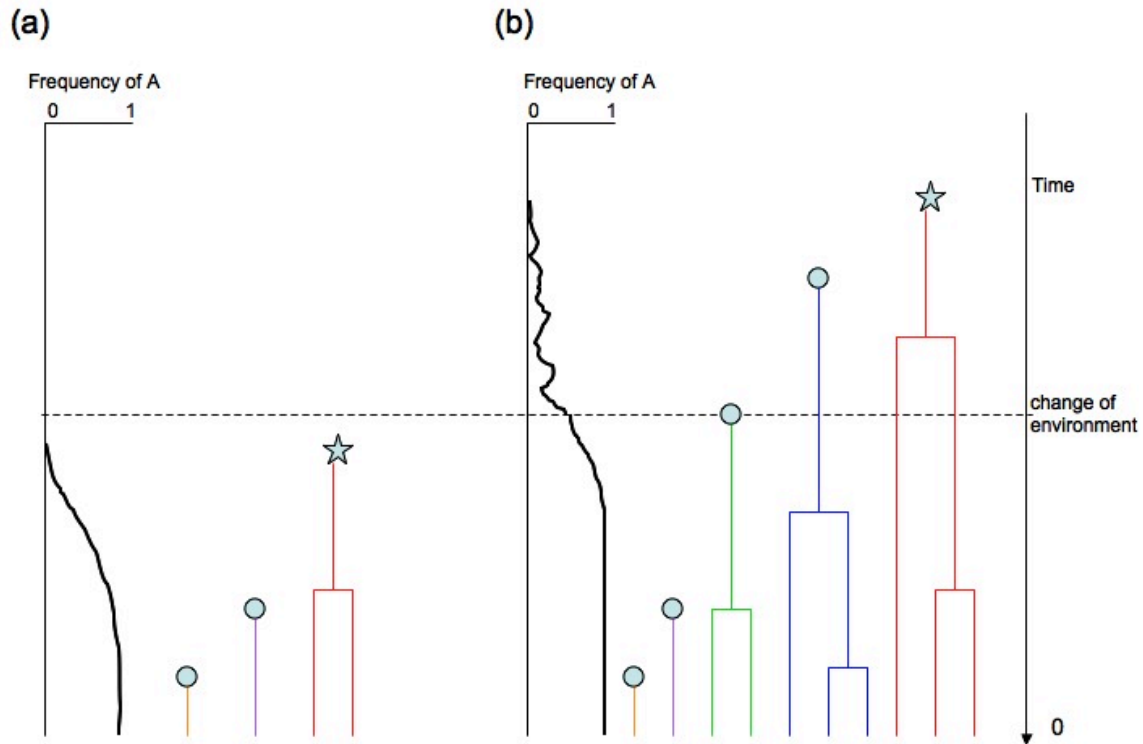 (a)
(b)
Frequency of A
0 1
Frequency of A
0 1
Time
change of
environment
0